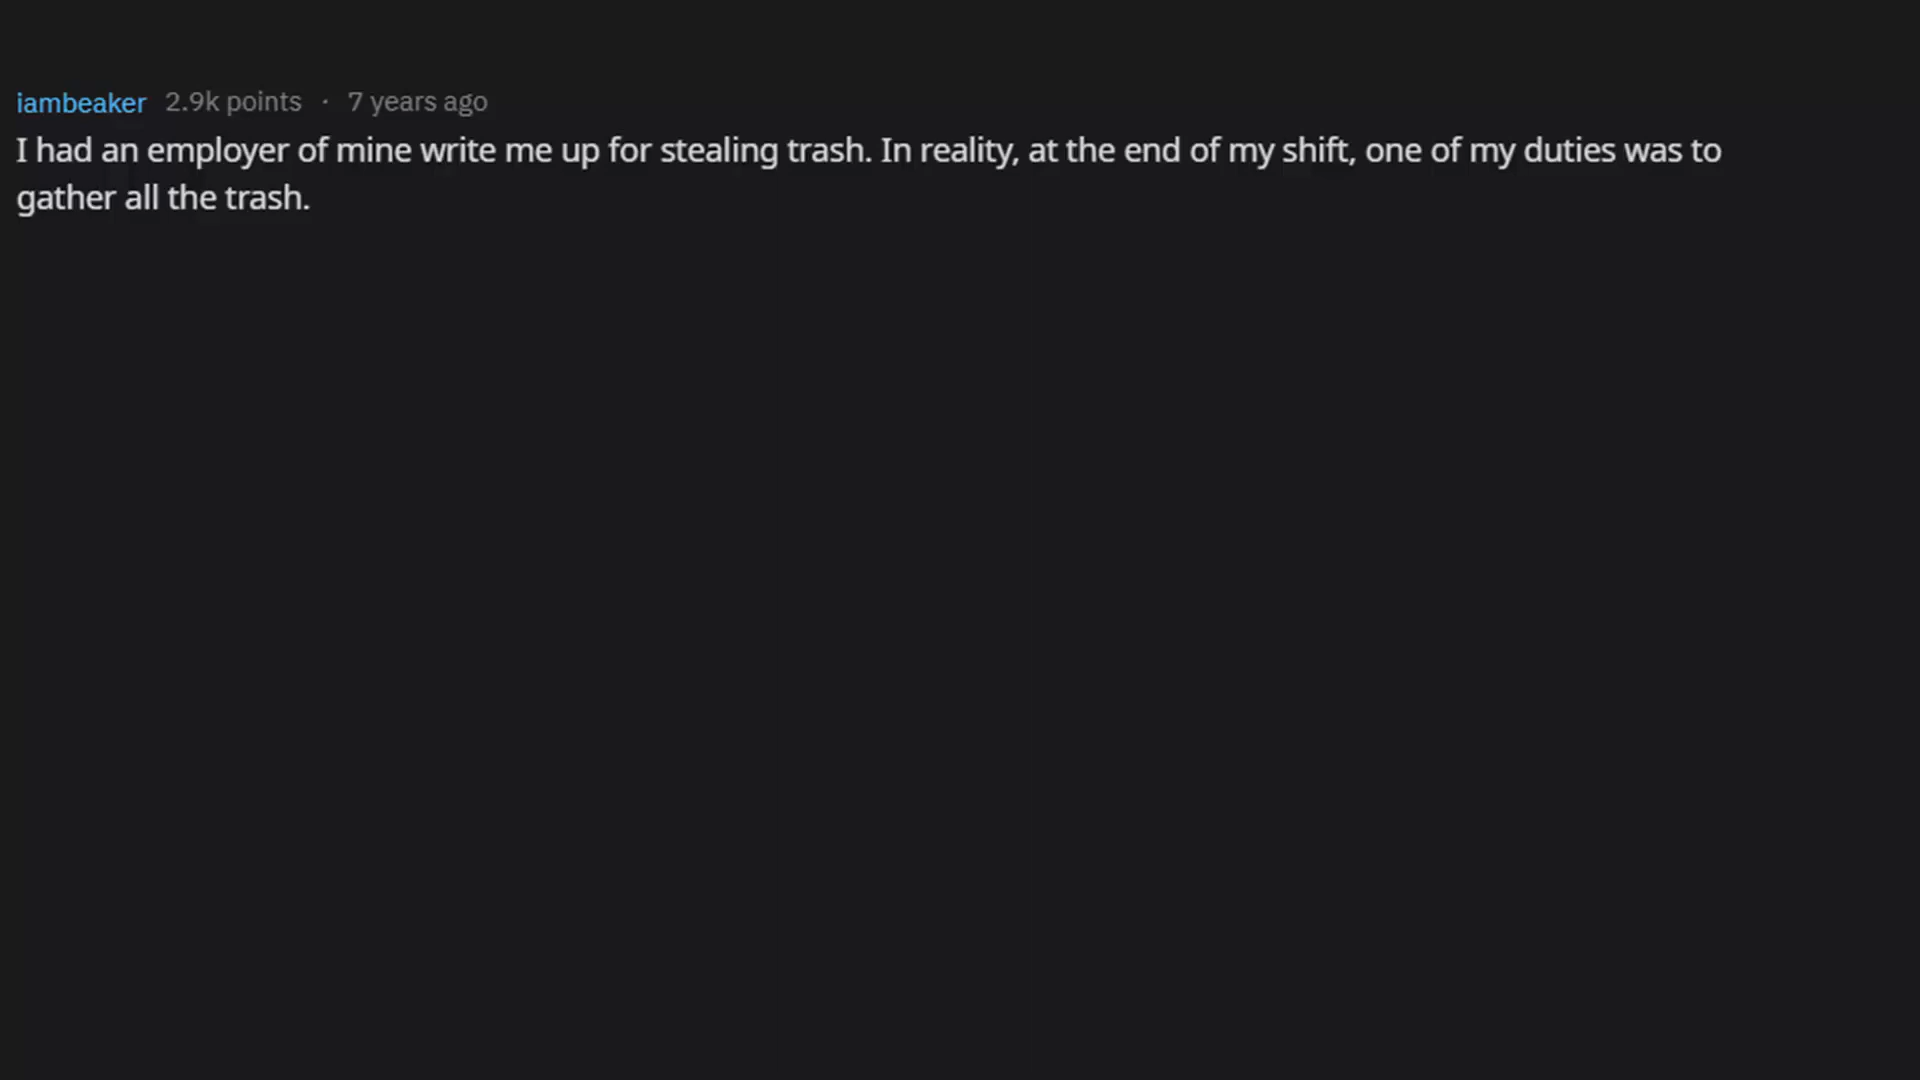 iambeaker 2.9k points · 7 years ago
I had an employer of mine write me up for stealing trash. In reality, at the end of my shift, one of my duties was to
gather all the trash.